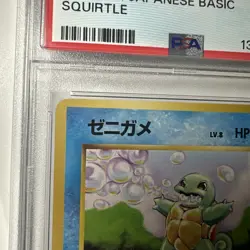 JAPANESE BASIC
SQUIRTLE
PSA
13
ゼニガメ
LV.8 HP